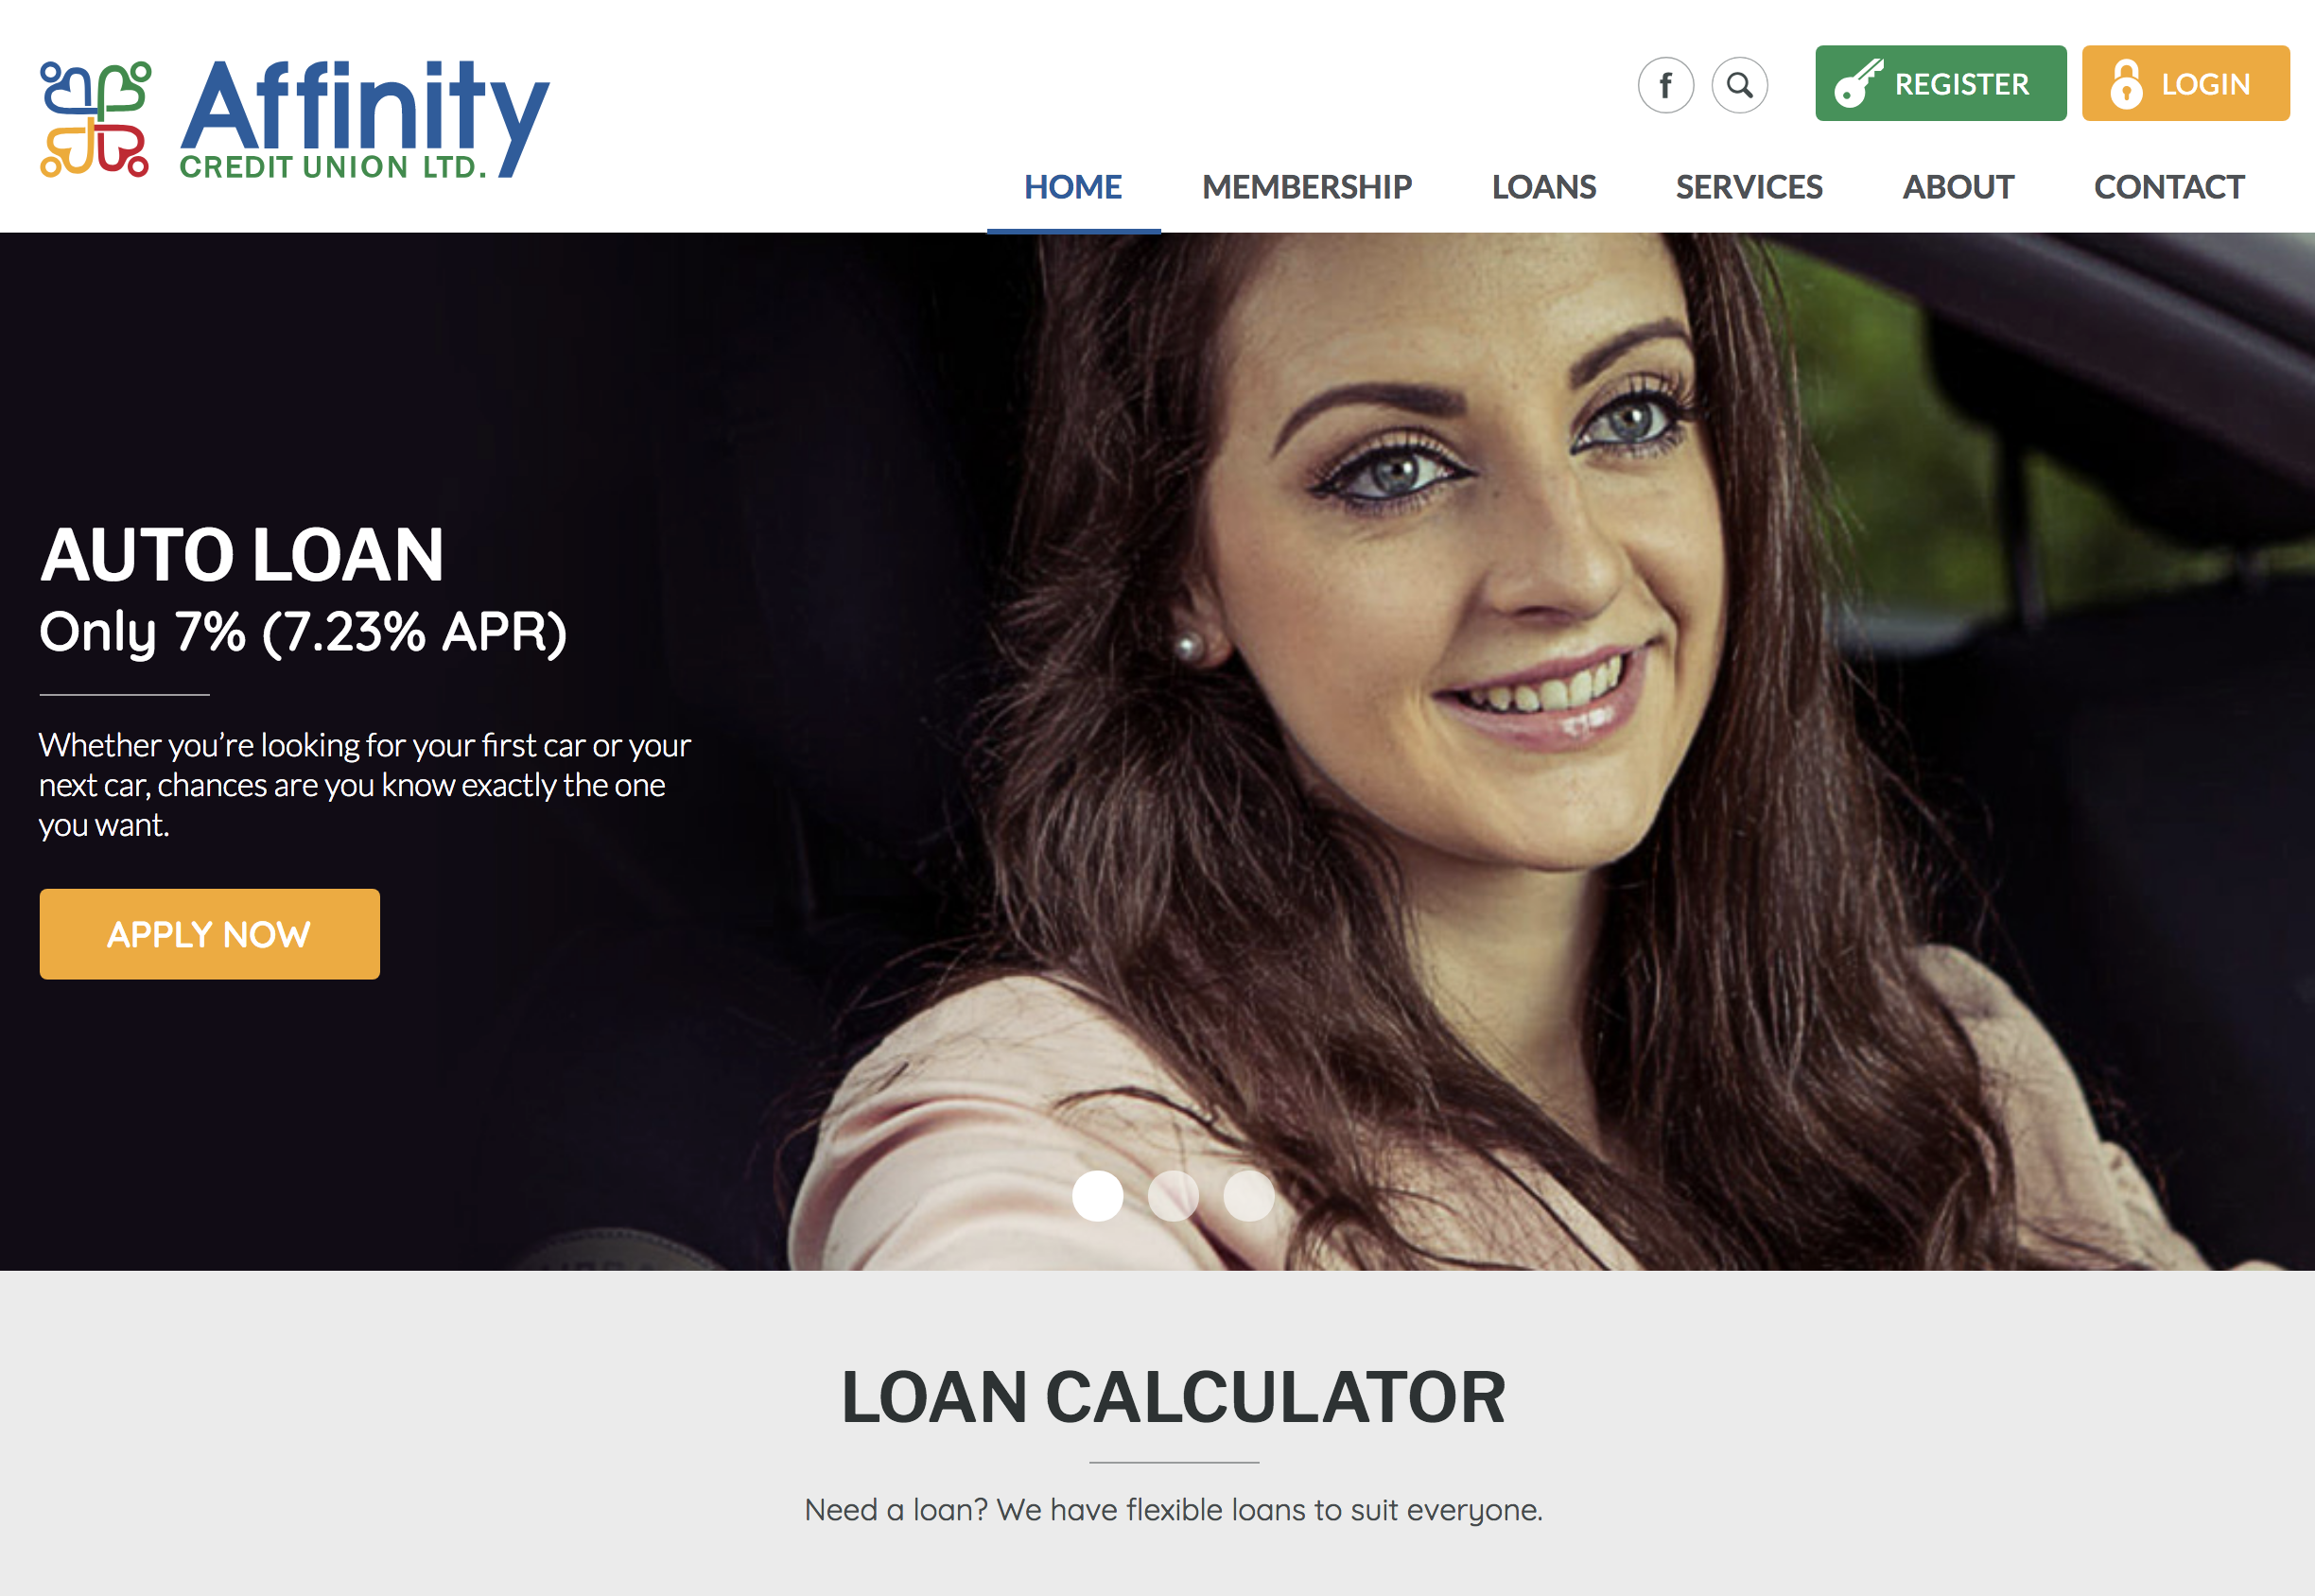 Affinity
CREDIT UNION LTD.
f
REGISTER
LOGIN
HOME MEMBERSHIP LOANS SERVICES ABOUT CONTACT
AUTO LOAN
Only 7% (7.23% APR)
Whether you’re looking for your first car or your
next car, chances are you know exactly the one
you want.
APPLY NOW
LOAN CALCULATOR
Need a loan? We have flexible loans to suit everyone.